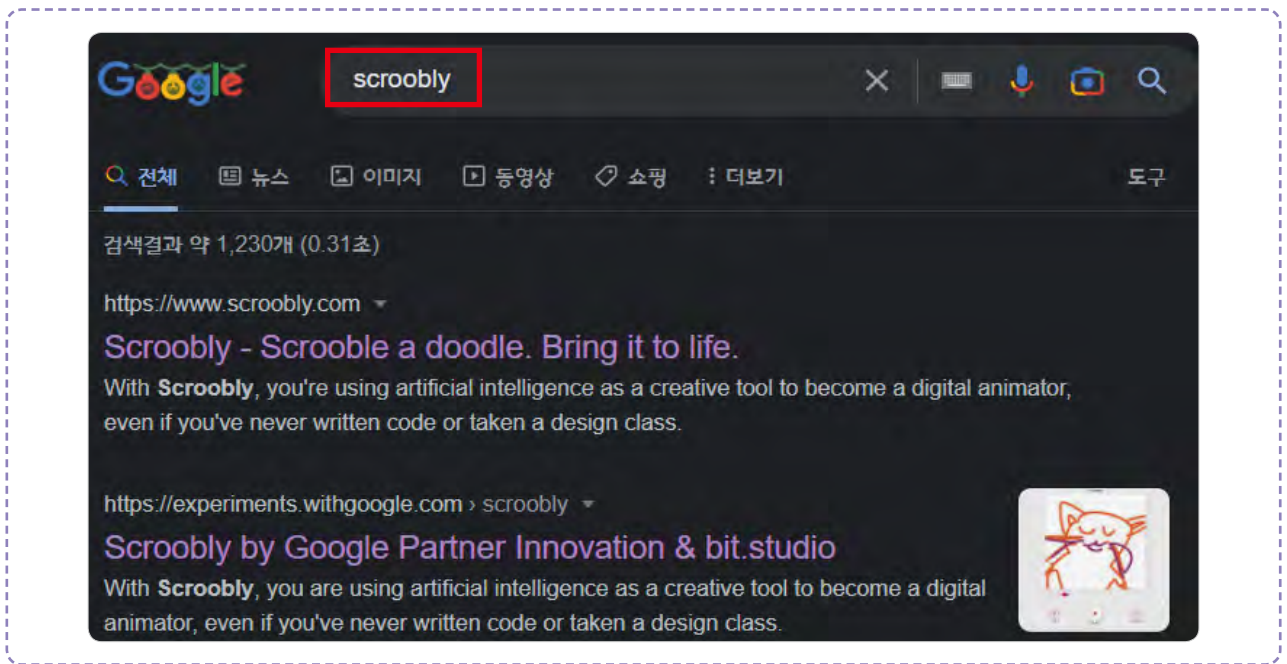 Google
scroobly
전체 뉴스 이미지 동영상 쇼핑 더보기 도구
검색결과 약 1,230개 (0.31초)
https://www.scroobly.com
Scroobly - Scrooble a doodle. Bring it to life.
With Scroobly, you're using artificial intelligence as a creative tool to become a digital animator,
even if you've never written code or taken a design class.
https://experiments.withgoogle.com › scroobly
Scroobly by Google Partner Innovation & bit.studio
With Scroobly, you are using artificial intelligence as a creative tool to become a digital
animator, even if you've never written code or taken a design class.